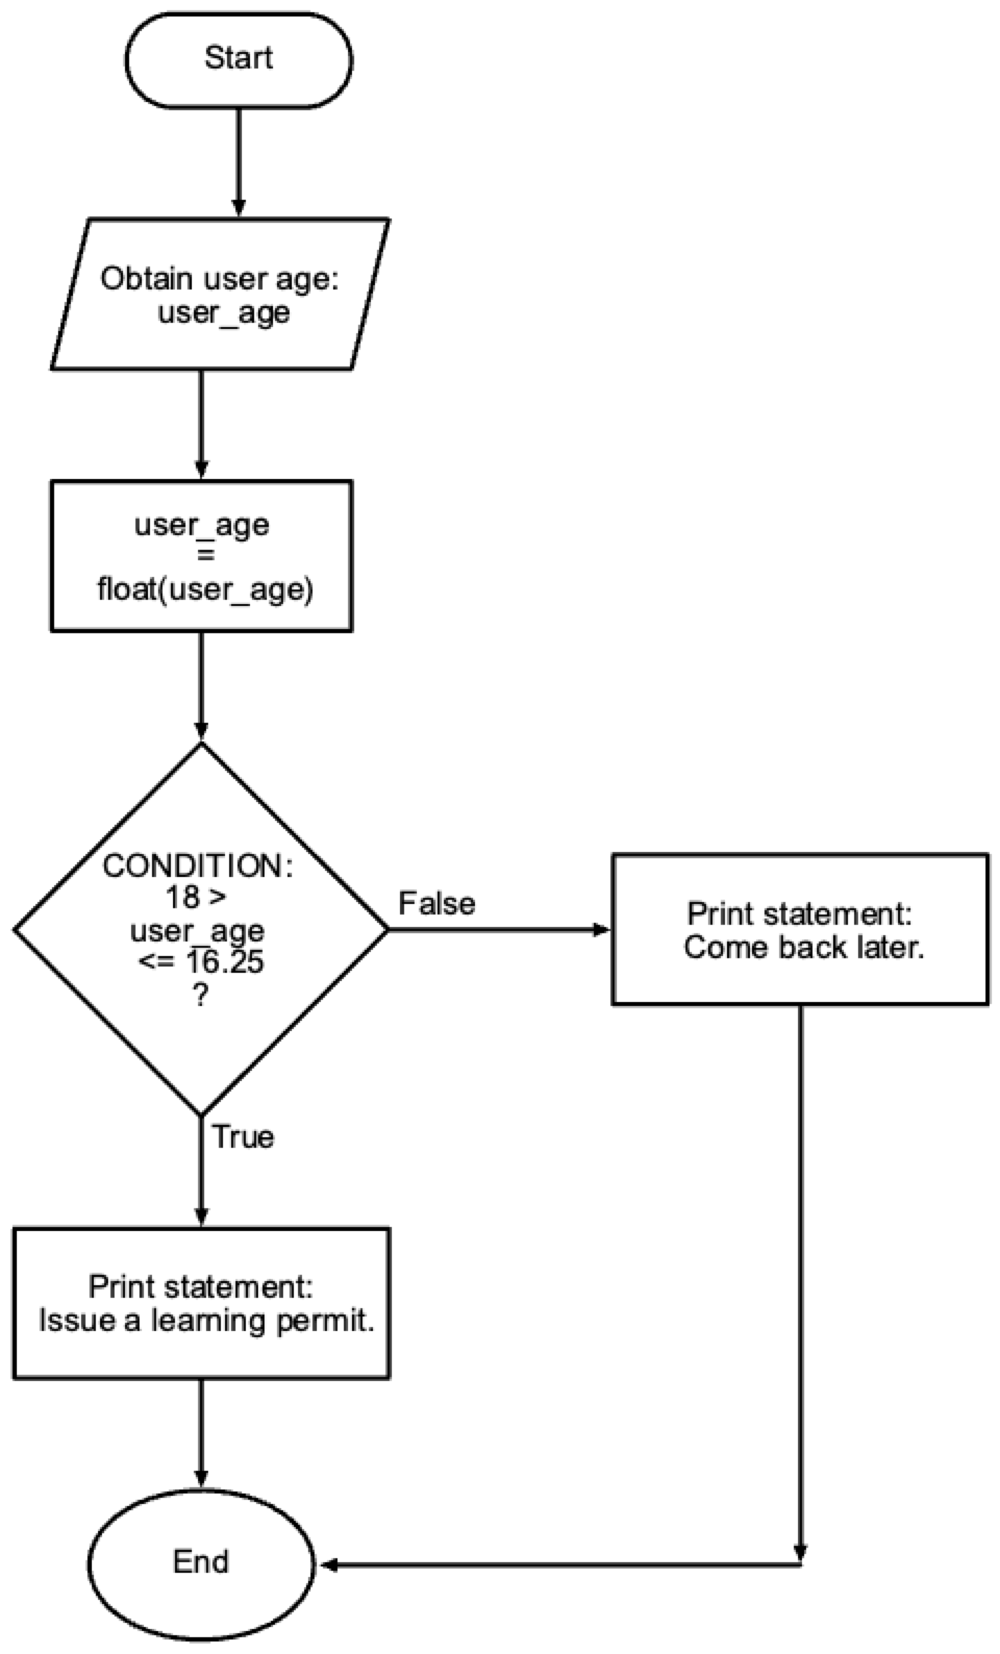 Start
Obtain user age:
user_age
user_age
=
float(user_age)
CONDITION:
18 >
user_age
<= 16.25
?
False
Print statement:
Come back later.
True
Print statement:
Issue a learning permit.
End